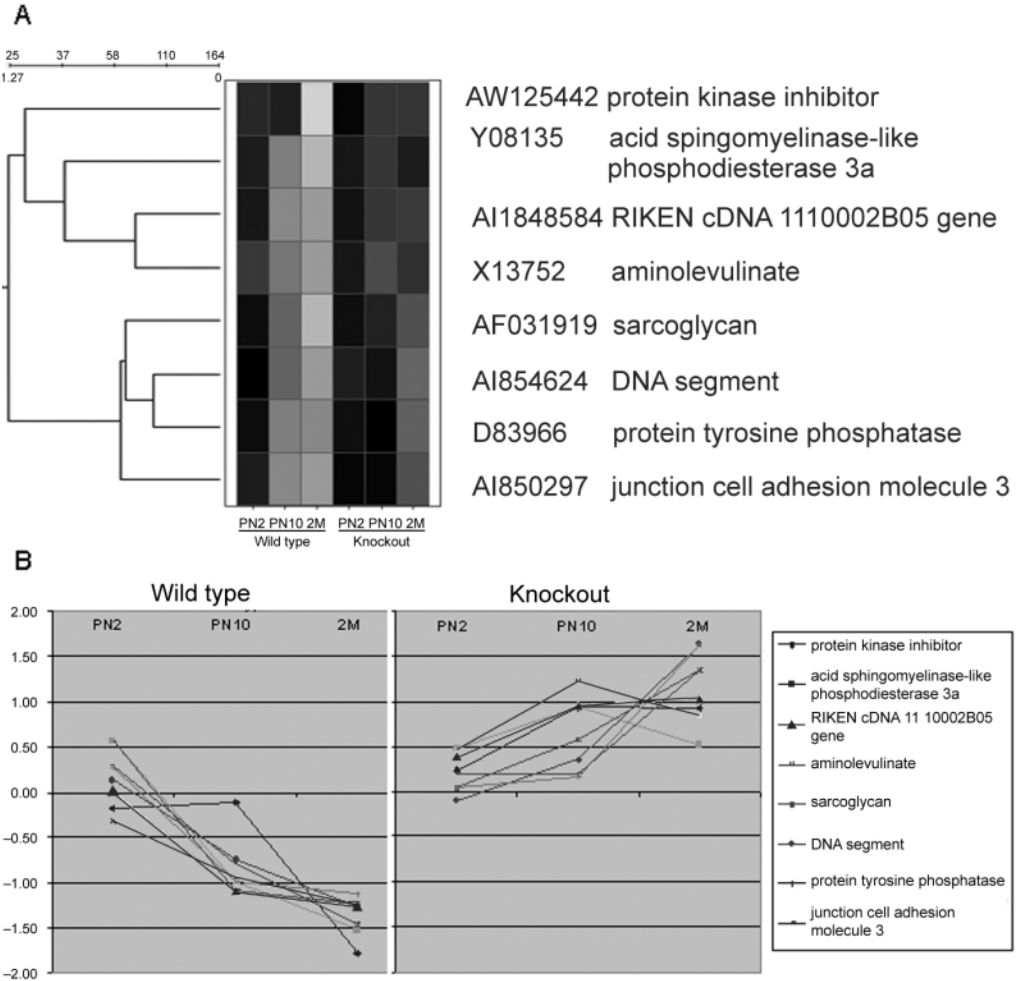 A
25 37 58 110 164
1.27 0
AW125442 protein kinase inhibitor
Y08135 acid spingomyelinase-like
phosphodiesterase 3a
AI1848584 RIKEN cDNA 1110002B05 gene
X13752 aminolevulinate
AF031919 sarcoglycan
AI854624 DNA segment
D83966 protein tyrosine phosphatase
AI850297 junction cell adhesion molecule 3
PN2 PN10 2M PN2 PN10 2M
Wild type Knockout
B
Wild type Knockout
2.00
PN2 PN10 2M PN2 PN10 2M
1.50
1.00
0.50
0.00
–0.50
–1.00
–1.50
–2.00
protein kinase inhibitor
acid sphingomyelinase-like
phosphodiesterase 3a
RIKEN cDNA 11 10002B05
gene
aminolevulinate
sarcoglycan
DNA segment
protein tyrosine phosphatase
junction cell adhesion
molecule 3